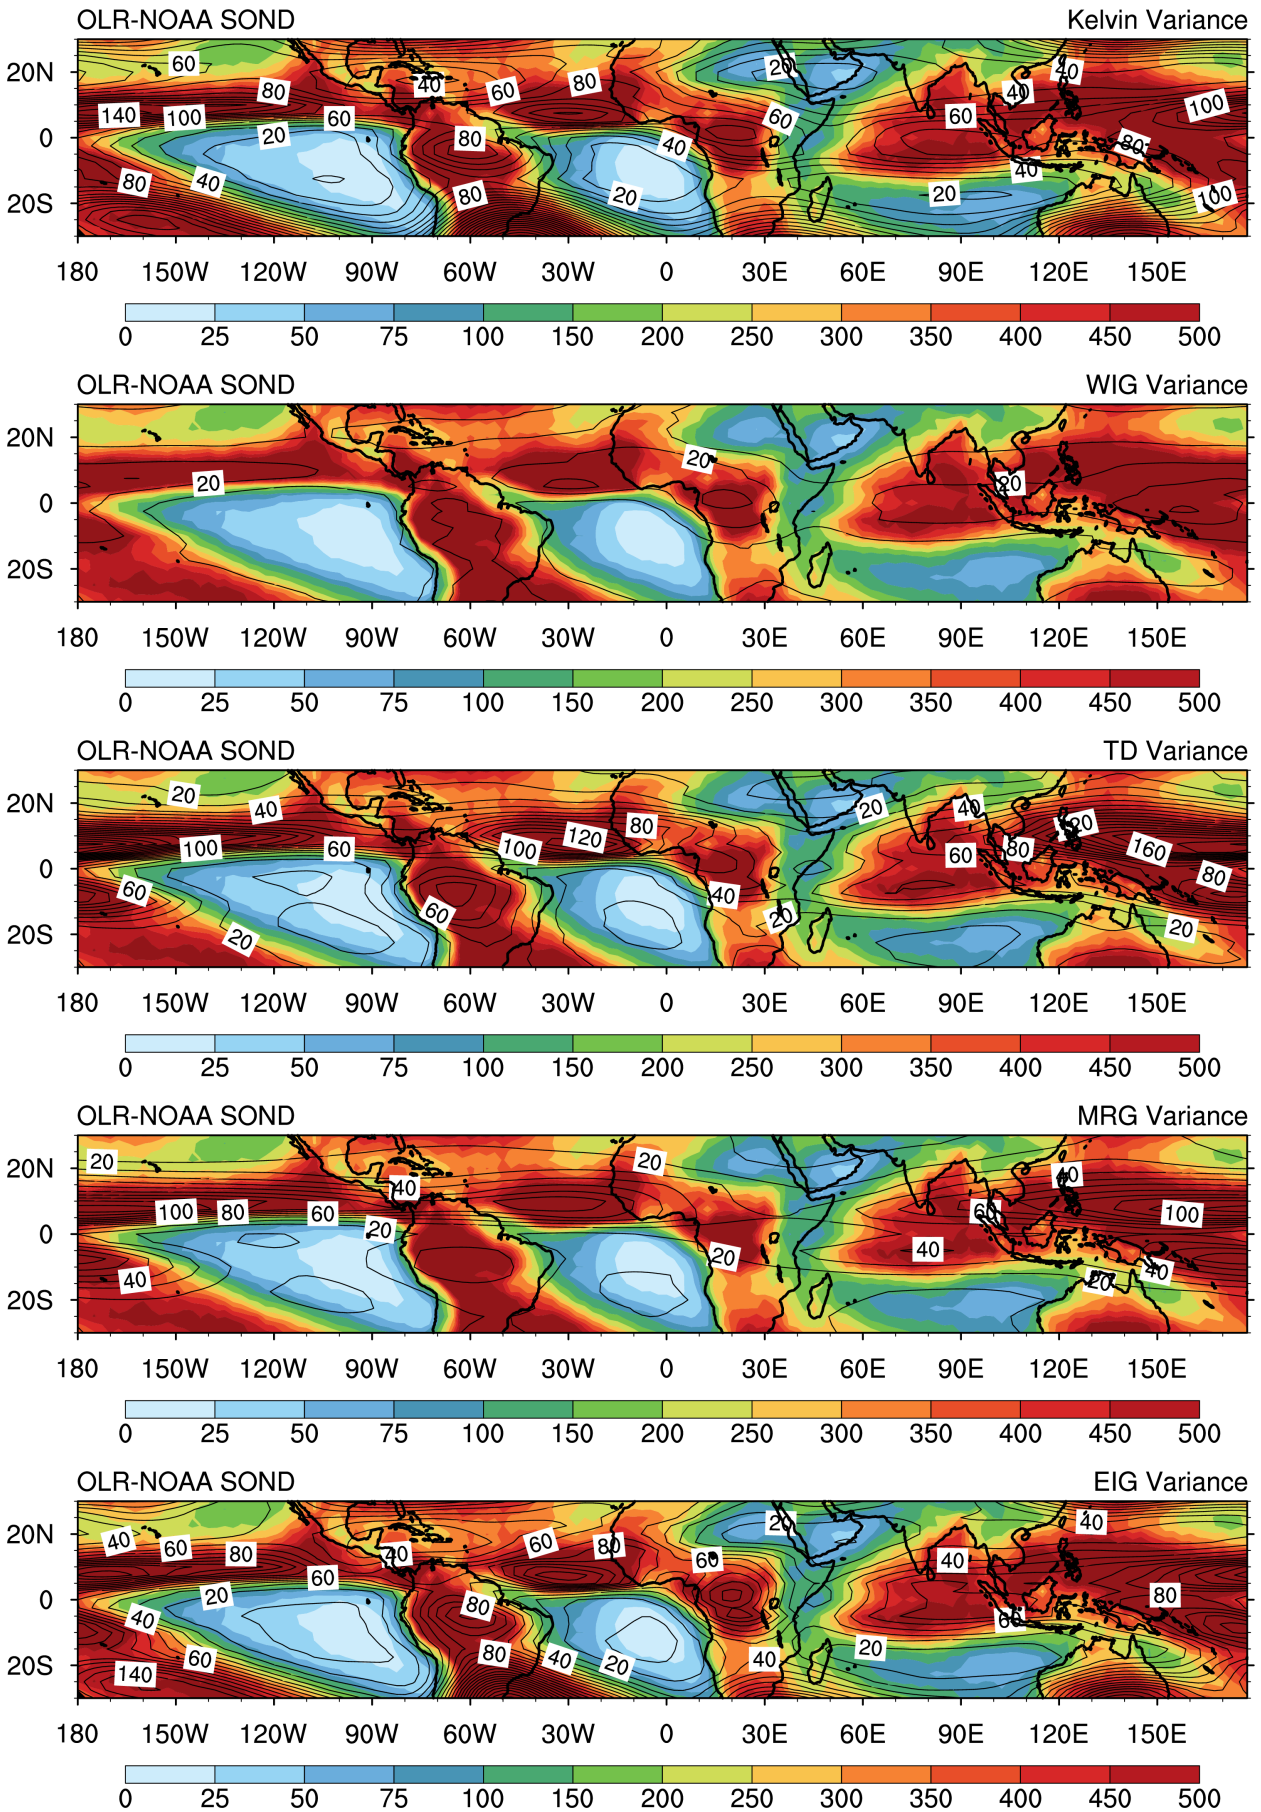 OLR-NOAA SOND Kelvin Variance
60 20 40
20N 80 40 60 80 40 100
140 100 60 60 60
0 20 80 40 80
80 40 80 20 20 40 100
20S
180 150W 120W 90W 60W 30W 0 30E 60E 90E 120E 150E
0 25 50 75 100 150 200 250 300 350 400 450 500
OLR-NOAA SOND WIG Variance
20N 20
20 20
0
20S
180 150W 120W 90W 60W 30W 0 30E 60E 90E 120E 150E
0 25 50 75 100 150 200 250 300 350 400 450 500
OLR-NOAA SOND TD Variance
20 40 20 40
20N 120 80
100 60 100 60 80 160
0 60 40 80
60 20 20
20S 20
180 150W 120W 90W 60W 30W 0 30E 60E 90E 120E 150E
0 25 50 75 100 150 200 250 300 350 400 450 500
OLR-NOAA SOND MRG Variance
20 20
20N 40 40
100 80 60 60 100
0 20 20 40
40 20 40
20S
180 150W 120W 90W 60W 30W 0 30E 60E 90E 120E 150E
0 25 50 75 100 150 200 250 300 350 400 450 500
OLR-NOAA SOND EIG Variance
20 40
20N 40 60 80 40 60 80 60 40
60
0 20 80 80
40 60
60 80 40 20 40 20
20S 140
180 150W 120W 90W 60W 30W 0 30E 60E 90E 120E 150E
0 25 50 75 100 150 200 250 300 350 400 450 500